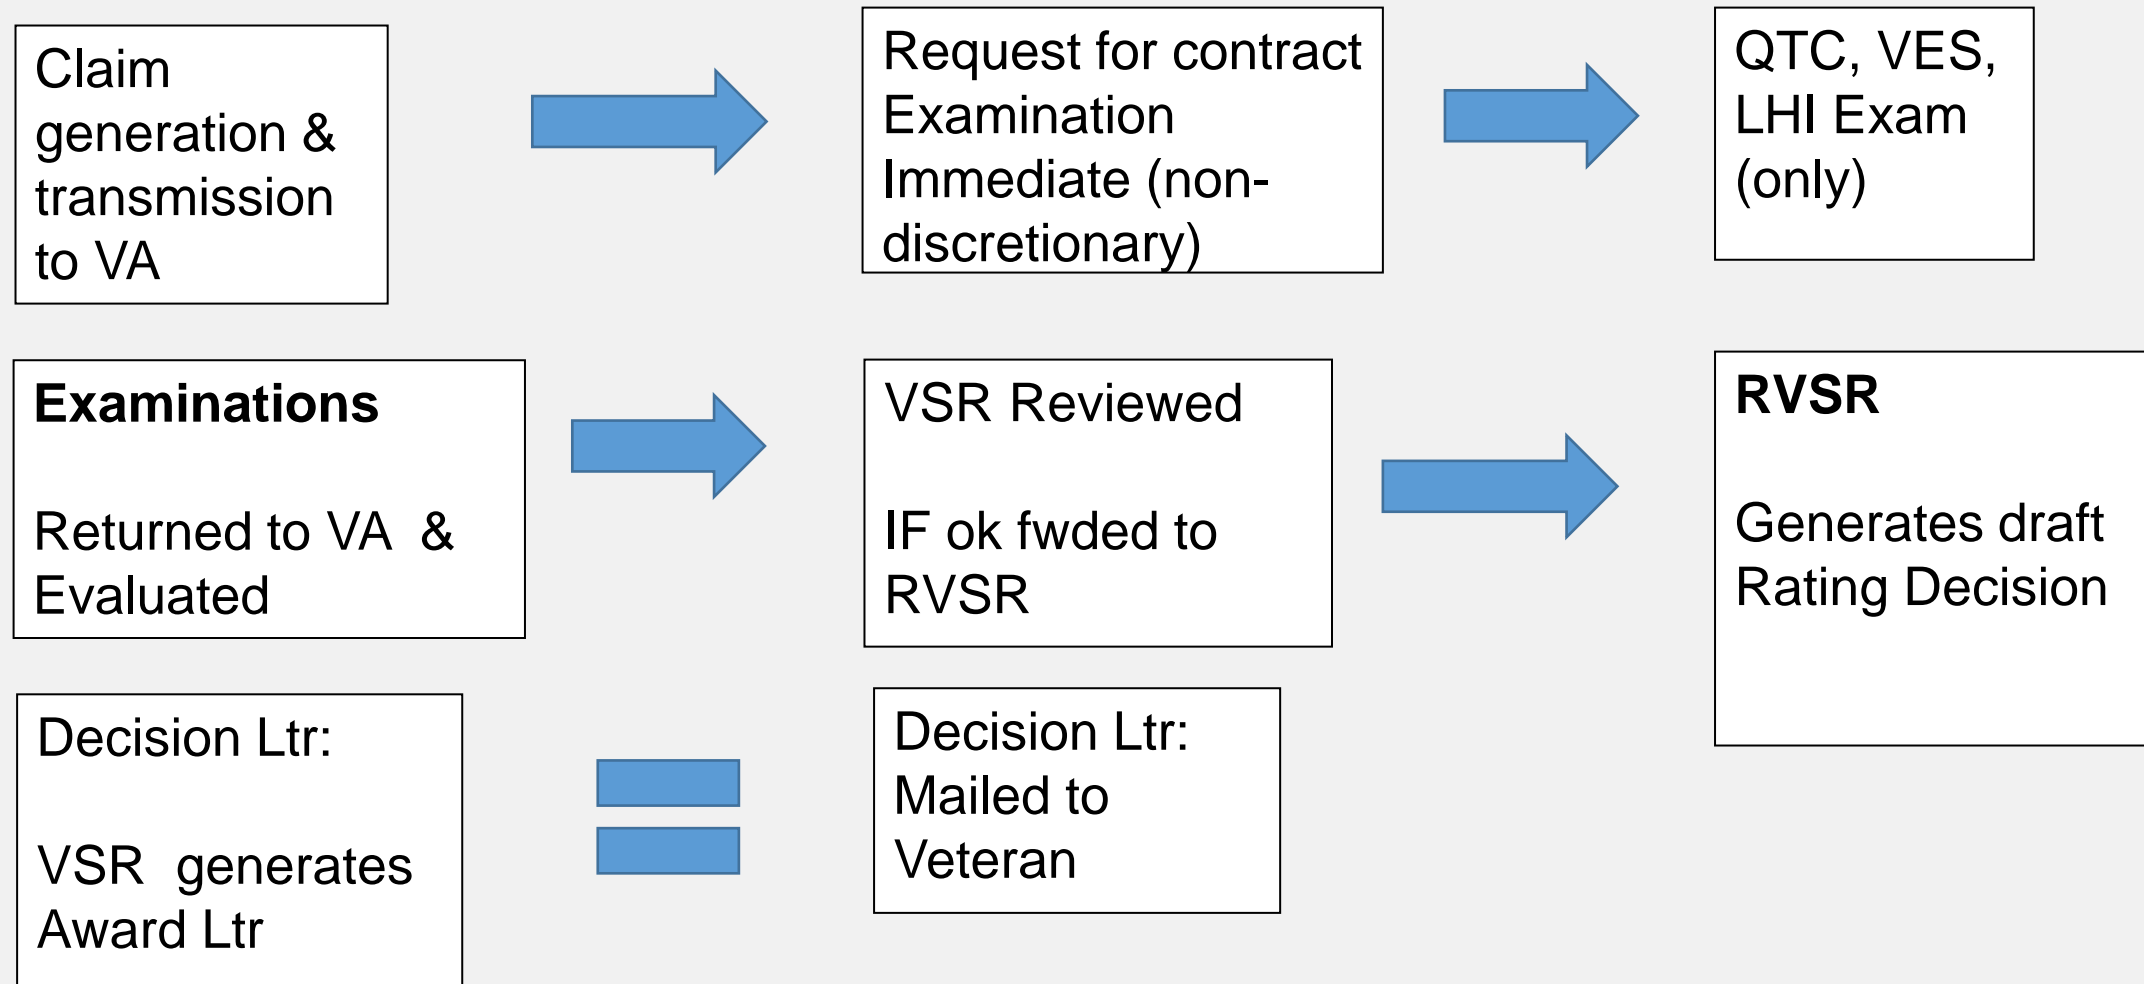 Claim
generation &
transmission
to VA
Request for contract
Examination
Immediate (non-
discretionary)
QTC, VES,
LHI Exam
(only)
Examinations
Returned to VA  &
Evaluated
VSR Reviewed
IF ok fwded to
RVSR
RVSR
Generates draft
Rating Decision
Decision Ltr:
VSR  generates
Award Ltr
Decision Ltr:
Mailed to
Veteran